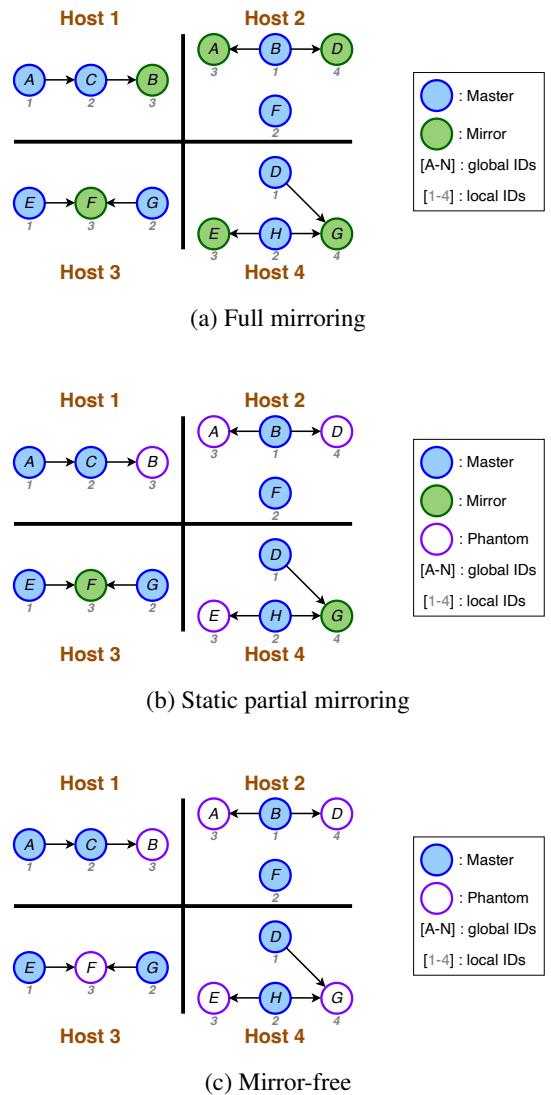 Host 1
Host 2
A
C
B
1
2
3
A
B
D
3
1
4
F
2
E
F
G
1
3
2
D
1
E
H
G
3
2
4
Host 3
Host 4
: Master
: Mirror
[A-N] : global IDs
[1-4] : local IDs
(a) Full mirroring
Host 1
Host 2
A
C
B
1
2
3
A
B
D
3
1
4
F
2
E
F
G
1
3
2
D
1
E
H
G
3
2
4
Host 3
Host 4
: Master
: Mirror
: Phantom
[A-N] : global IDs
[1-4] : local IDs
(b) Static partial mirroring
Host 1
Host 2
A
C
B
1
2
3
A
B
D
3
1
4
F
2
E
F
G
1
3
2
D
1
E
H
G
3
2
4
Host 3
Host 4
: Master
: Phantom
[A-N] : global IDs
[1-4] : local IDs
(c) Mirror-free